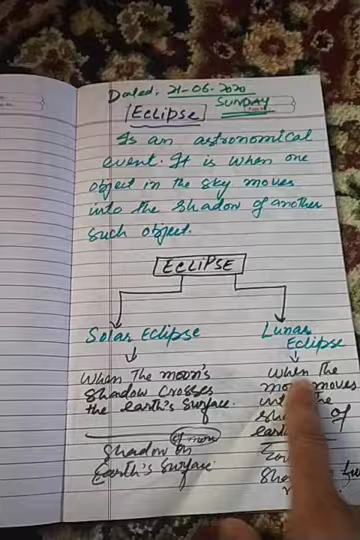 Dated: 21-06-2020
SUNDAY
Eclipse
Is an astronomical
event. It is when one
object in the sky moves
into the shadow of another
such object.
ECLIPSE
Solar Eclipse
When The moon's
shadow crosses
the earth's surface.
of moon
Shadow on
Earth's surface
Lunar
Eclipse
When the
moon moves
the
of